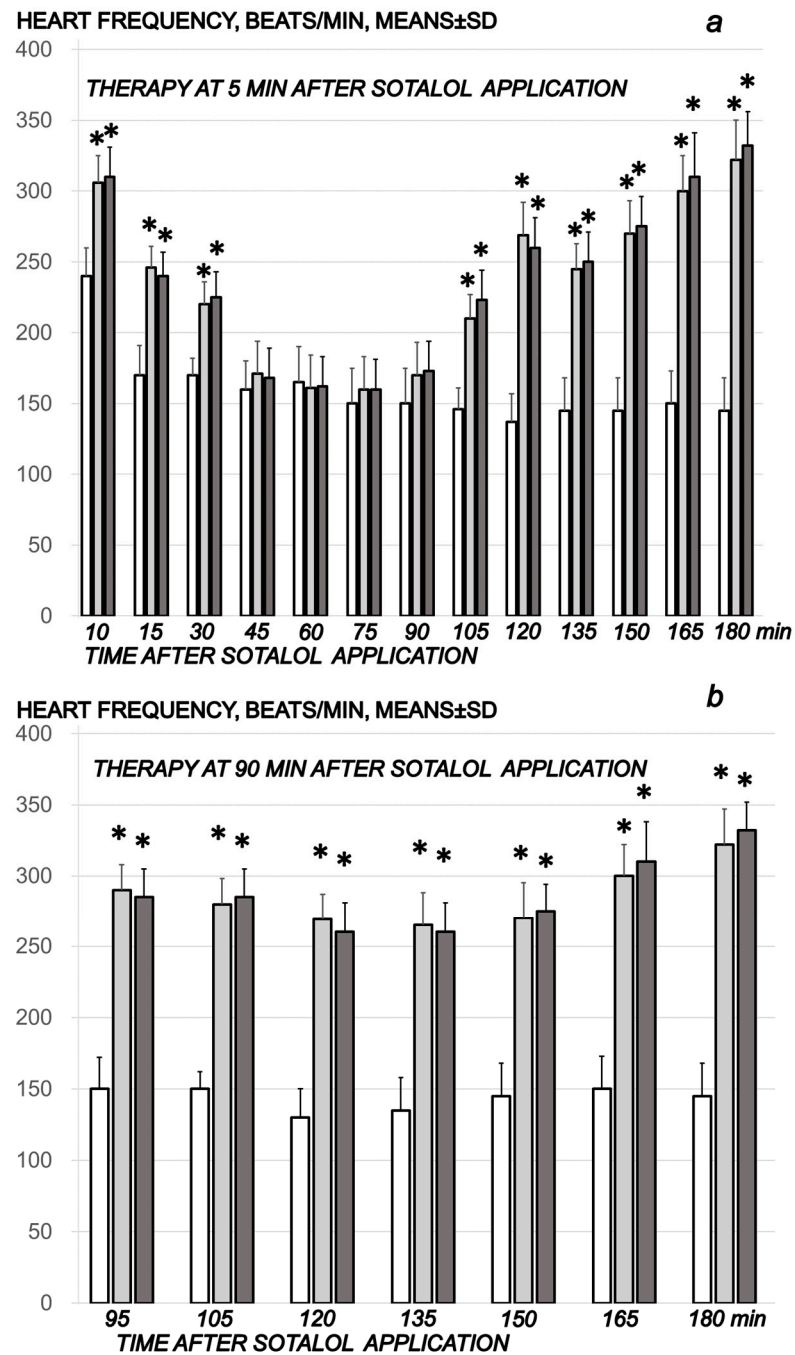 HEART FREQUENCY, BEATS/MIN, MEANS±SD
a
400
THERAPY AT 5 MIN AFTER SOTALOL APPLICATION
350
300
250
200
150
100
50
0
10 15 30 45 60 75 90 105 120 135 150 165 180 min
TIME AFTER SOTALOL APPLICATION
b
HEART FREQUENCY, BEATS/MIN, MEANS±SD
400
THERAPY AT 90 MIN AFTER SOTALOL APPLICATION
350
300
250
200
150
100
50
0
95 105 120 135 150 165 180 min
TIME AFTER SOTALOL APPLICATION